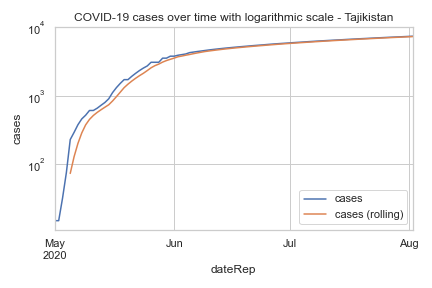 COVID-19 cases over time with logarithmic scale - Tajikistan
10^4
10^3
10^2
cases
cases
cases (rolling)
May
2020
Jun
Jul
Aug
dateRep